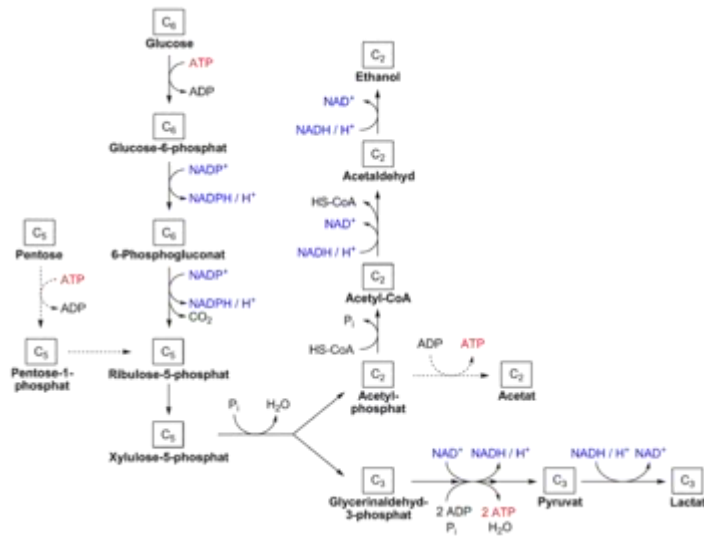 C6
Glucose
ATP
ADP
C6
Glucose-6-phosphat
NADP+
NADPH / H+
C6
6-Phosphogluconat
NADP+
NADPH / H+
CO2
C5
Pentose
ATP
ADP
C5
Pentose-1-
phosphat
C5
Ribulose-5-phosphat
C5
Xylulose-5-phosphat
Pi
H2O
C2
Ethanol
NAD+
NADH / H+
C2
Acetaldehyd
HS-CoA
NAD+
NADH / H+
C2
Acetyl-CoA
Pi
HS-CoA
C2
Acetyl-
phosphat
ADP
ATP
C2
Acetat
C3
Glycerinaldehyd-
3-phosphat
NAD+ NADH / H+
2 ADP 2 ATP
Pi H2O
C3
Pyruvat
NADH / H+ NAD+
C3
Lactat